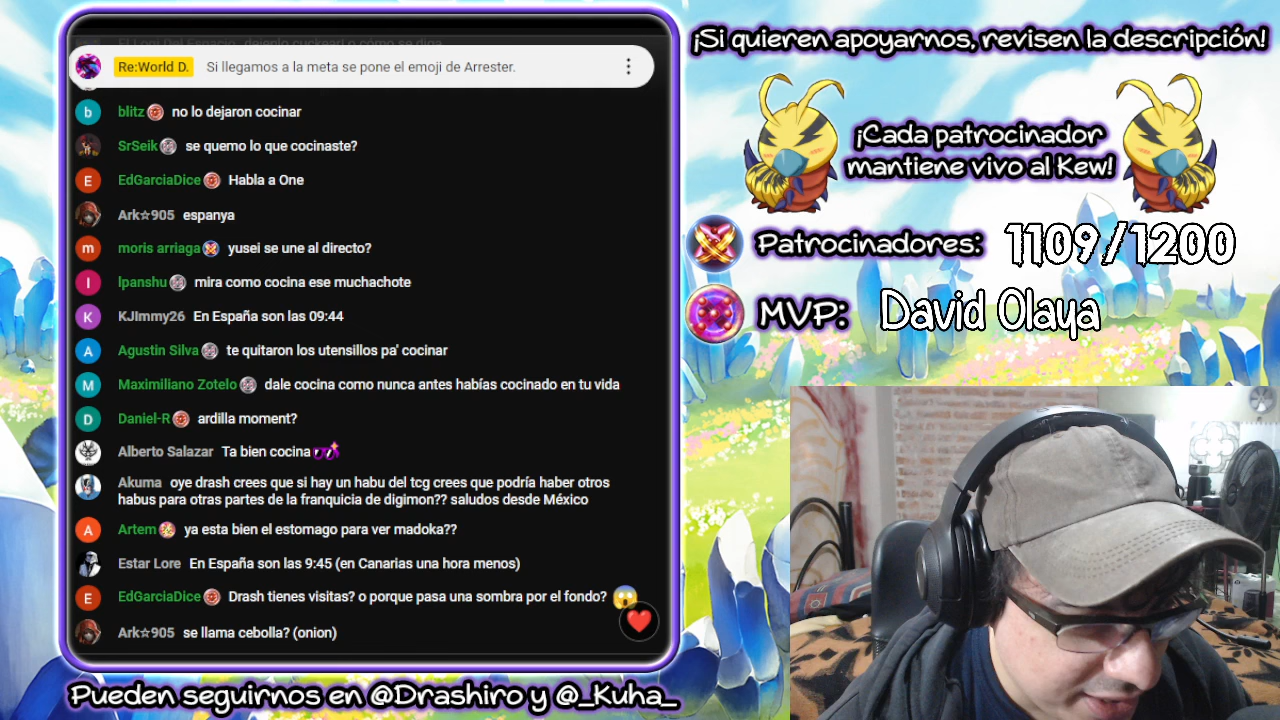 ¡Si quieren apoyarnos, revisen la descripción!
Re:World D. Si llegamos a la meta se pone el emoji de Arrester.
b blitz no lo dejaron cocinar
SrSeik se quemo lo que cocinaste?
E EdGarciaDice Habla a One
Ark☆905 espanya
m moris arriaga yusei se une al directo?
l lpanshu mira como cocina ese muchachote
K KJImmy26 En España son las 09:44
A Agustin Silva te quitaron los utensillos pa' cocinar
M Maximiliano Zotelo dale cocina como nunca antes habías cocinado en tu vida
D Daniel-R ardilla moment?
Alberto Salazar Ta bien cocina
Akuma oye drash crees que si hay un habu del tcg crees que podría haber otros
habus para otras partes de la franquicia de digimon?? saludos desde México
A Artem ya esta bien el estomago para ver madoka??
Estar Lore En España son las 9:45 (en Canarias una hora menos)
E EdGarciaDice Drash tienes visitas? o porque pasa una sombra por el fondo? 😱
Ark☆905 se llama cebolla? (onion)
¡Cada patrocinador
mantiene vivo al Kew!
Patrocinadores: 1109/1200
MVP: David Olaya
Pueden seguirnos en @Drashiro y @_Kuha_